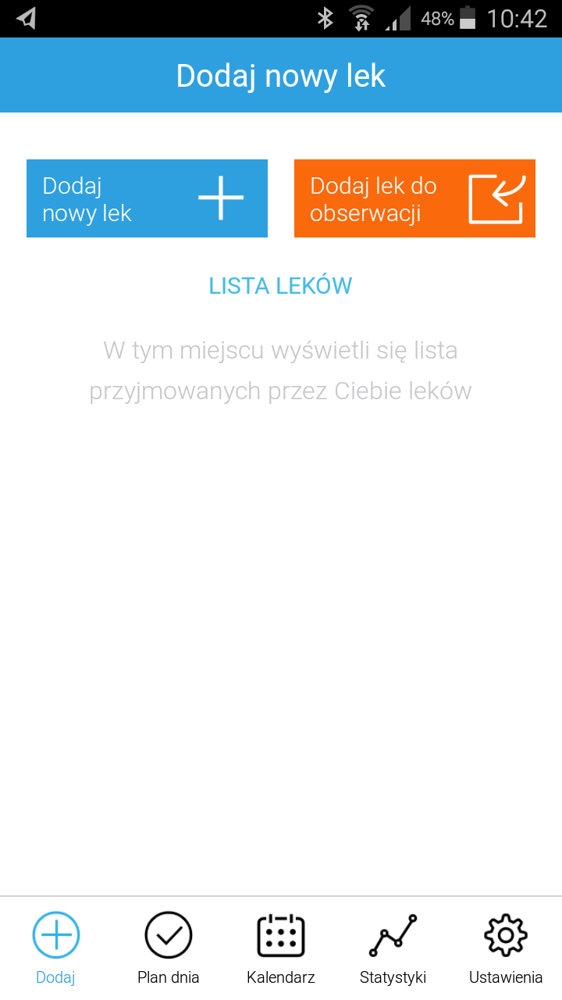 48% 10:42
Dodaj nowy lek
Dodaj
nowy lek
Dodaj lek do
obserwacji
LISTA LEKÓW
W tym miejscu wyświetli się lista
przyjmowanych przez Ciebie leków
Dodaj
Plan dnia
Kalendarz
Statystyki
Ustawienia